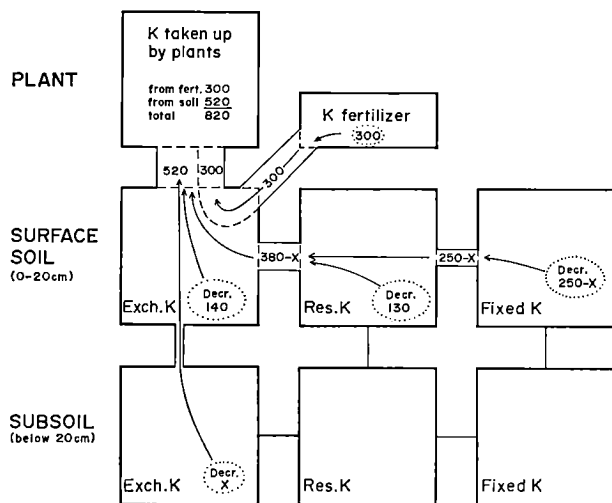 K taken up
by plants
PLANT
from fert. 300
from soil 520
total 820
K fertilizer
300
520
300
300
SURFACE
SOIL
(0-20cm)
380-X
250-X
Decr.
140
Decr.
130
Decr.
250-X
Exch.K
Res.K
Fixed K
SUBSOIL
(below 20cm)
Decr.
X
Exch.K
Res.K
Fixed K